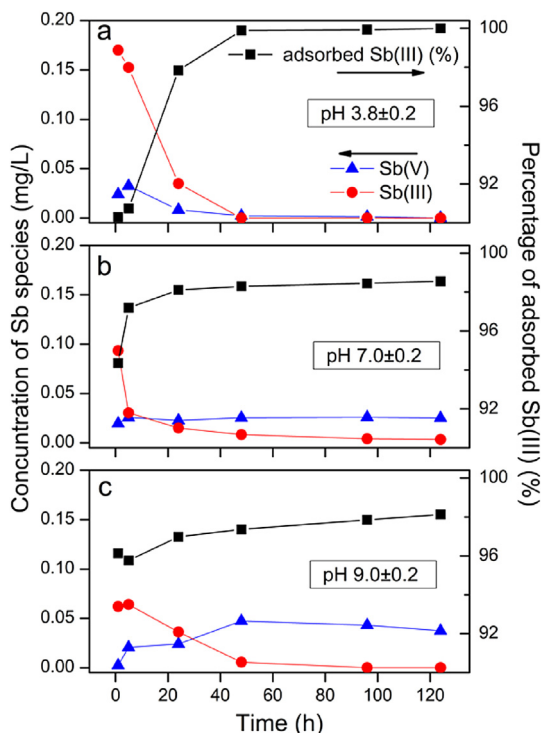 a
adsorbed Sb(III) (%)
pH 3.8±0.2
Sb(V)
Sb(III)
0.20
0.15
0.10
0.05
0.00
100
98
96
92
b
pH 7.0±0.2
0.20
0.15
0.10
0.05
0.00
100
98
96
92
c
pH 9.0±0.2
0.20
0.15
0.10
0.05
0.00
100
98
96
92
0 20 40 60 80 100 120
Time (h)
Concuntration of Sb species (mg/L)
Percentage of adsorbed Sb(III) (%)